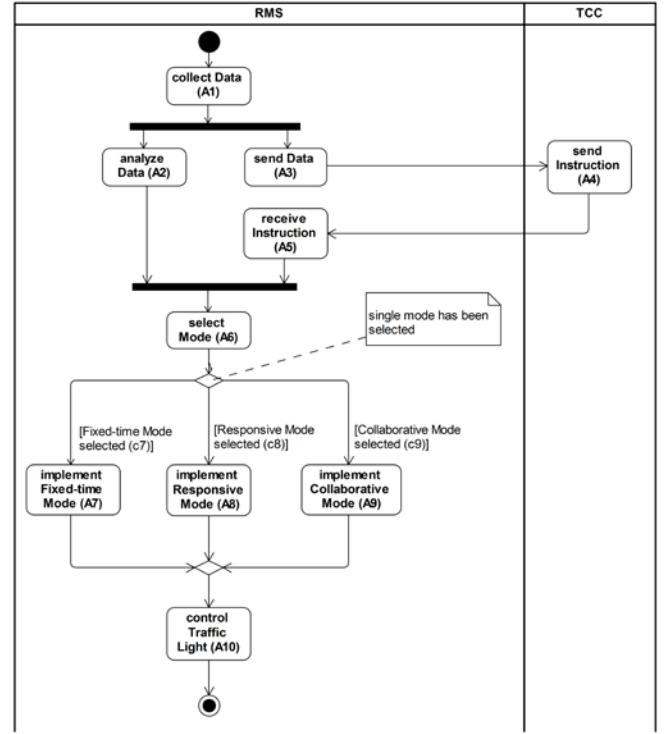 RMS
TCC
collect Data
(A1)
analyze
Data (A2)
send Data
(A3)
send
Instruction
(A4)
receive
Instruction
(A5)
select
Mode (A6)
single mode has been
selected
[Fixed-time Mode
selected (c7)]
[Responsive Mode
selected (c8)]
[Collaborative Mode
selected (c9)]
implement
Fixed-time
Mode (A7)
implement
Responsive
Mode (A8)
implement
Collaborative
Mode (A9)
control
Traffic
Light (A10)